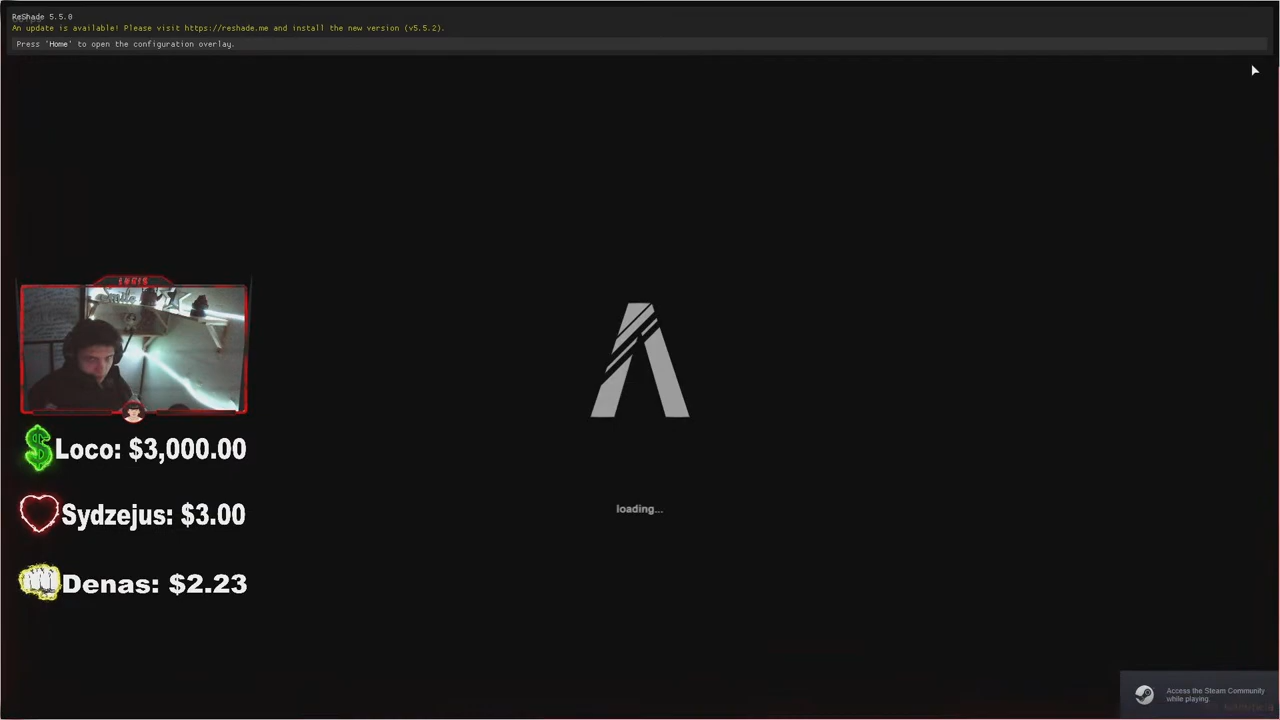 ReShade 5.5.0
An update is available! Please visit https://reshade.me and install the new version (v5.5.2).
Press 'Home' to open the configuration overlay.
Loco: $3,000.00
loading...
Sydzejus: $3.00
Denas: $2.23
Access the Steam Community
while playing.